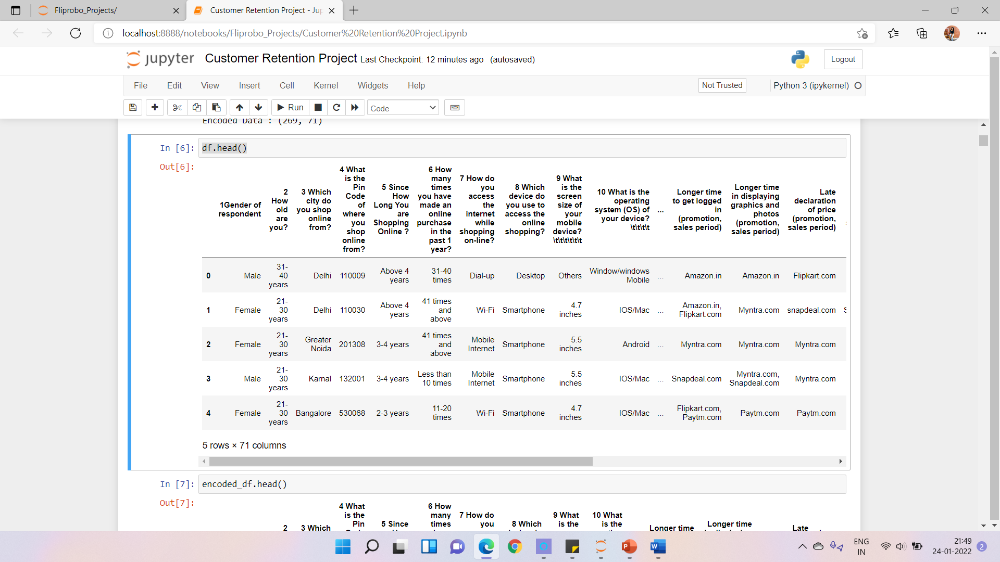 Fliprobo_Projects/
Customer Retention Project - Jup
localhost:8888/notebooks/Fliprobo_Projects/Customer%20Retention%20Project.ipynb
jupyter Customer Retention Project Last Checkpoint: 12 minutes ago (autosaved)
Logout
File Edit View Insert Cell Kernel Widgets Help
Not Trusted
Python 3 (ipykernel)
Run
Code
Encoded Data : (269, 71)
In [6]: df.head()
Out[6]:
1Gender of respondent
2 How old are you?
3 Which city do you shop online from?
4 What is the Pin Code of where you shop online from?
5 Since How Long You are Shopping Online ?
6 How many times you have made an online purchase in the past 1 year?
7 How do you access the internet while shopping on-line?
8 Which device do you use to access the online shopping?
9 What is the screen size of your mobile device? \t\t\t\t\t\t
10 What is the operating system (OS) of your device? \t\t\t\t
...
Longer time to get logged in (promotion, sales period)
Longer time in displaying graphics and photos (promotion, sales period)
Late declaration of price (promotion, sales period)
0 Male 31-40 years Delhi 110009 Above 4 years 31-40 times Dial-up Desktop Others Window/windows Mobile ... Amazon.in Amazon.in Flipkart.com
1 Female 21-30 years Delhi 110030 Above 4 years 41 times and above Wi-Fi Smartphone 4.7 inches IOS/Mac ... Amazon.in, Flipkart.com Myntra.com snapdeal.com
2 Female 21-30 years Greater Noida 201308 3-4 years 41 times and above Mobile Internet Smartphone 5.5 inches Android ... Myntra.com Myntra.com Myntra.com
3 Male 21-30 years Karnal 132001 3-4 years Less than 10 times Mobile Internet Smartphone 5.5 inches IOS/Mac ... Snapdeal.com Myntra.com, Snapdeal.com Myntra.com
4 Female 21-30 years Bangalore 530068 2-3 years 11-20 times Wi-Fi Smartphone 4.7 inches IOS/Mac ... Flipkart.com, Paytm.com Paytm.com Paytm.com
5 rows × 71 columns
In [7]: encoded_df.head()
Out[7]:
2
3 Which
4 What is the Pin
5 Since
6 How many times
7 How do you
8 Which
9 What is the
10 What is the
Longer time
Longer time
Late
ENG
IN
21:49
24-01-2022
2